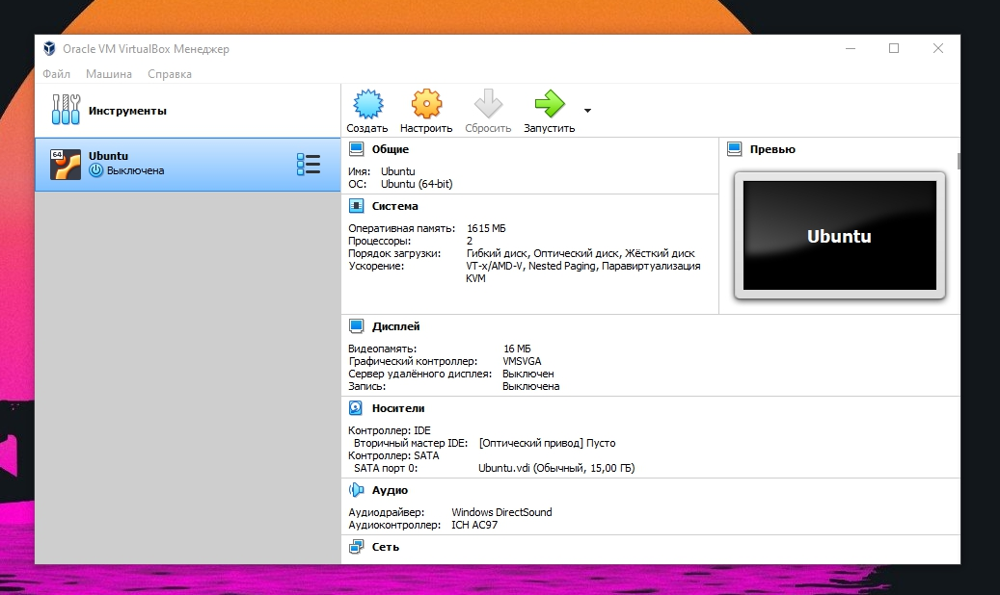 Oracle VM VirtualBox Менеджер
Файл Машина Справка
Инструменты
Создать Настроить Сбросить Запустить
64
Ubuntu
Выключена
Общие
Имя: Ubuntu
ОС: Ubuntu (64-bit)
Превью
Ubuntu
Система
Оперативная память: 1615 МБ
Процессоры: 2
Порядок загрузки: Гибкий диск, Оптический диск, Жёсткий диск
Ускорение: VT-x/AMD-V, Nested Paging, Паравиртуализация
KVM
Дисплей
Видеопамять: 16 МБ
Графический контроллер: VMSVGA
Сервер удалённого дисплея: Выключен
Запись: Выключена
Носители
Контроллер: IDE
Вторичный мастер IDE: [Оптический привод] Пусто
Контроллер: SATA
SATA порт 0: Ubuntu.vdi (Обычный, 15,00 ГБ)
Аудио
Аудиодрайвер: Windows DirectSound
Аудиоконтроллер: ICH AC97
Сеть